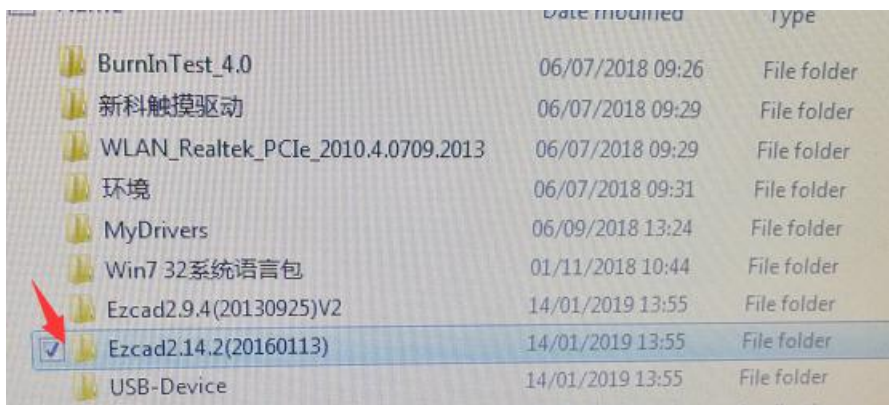 Date modified Type
BurnInTest_4.0 06/07/2018 09:26 File folder
新科触摸驱动 06/07/2018 09:29 File folder
WLAN_Realtek_PCIe_2010.4.0709.2013 06/07/2018 09:29 File folder
环境 06/07/2018 09:31 File folder
MyDrivers 06/09/2018 13:24 File folder
Win7 32系统语言包 01/11/2018 10:44 File folder
Ezcad2.9.4(20130925)V2 14/01/2019 13:55 File folder
Ezcad2.14.2(20160113) 14/01/2019 13:55 File folder
USB-Device 14/01/2019 13:55 File folder